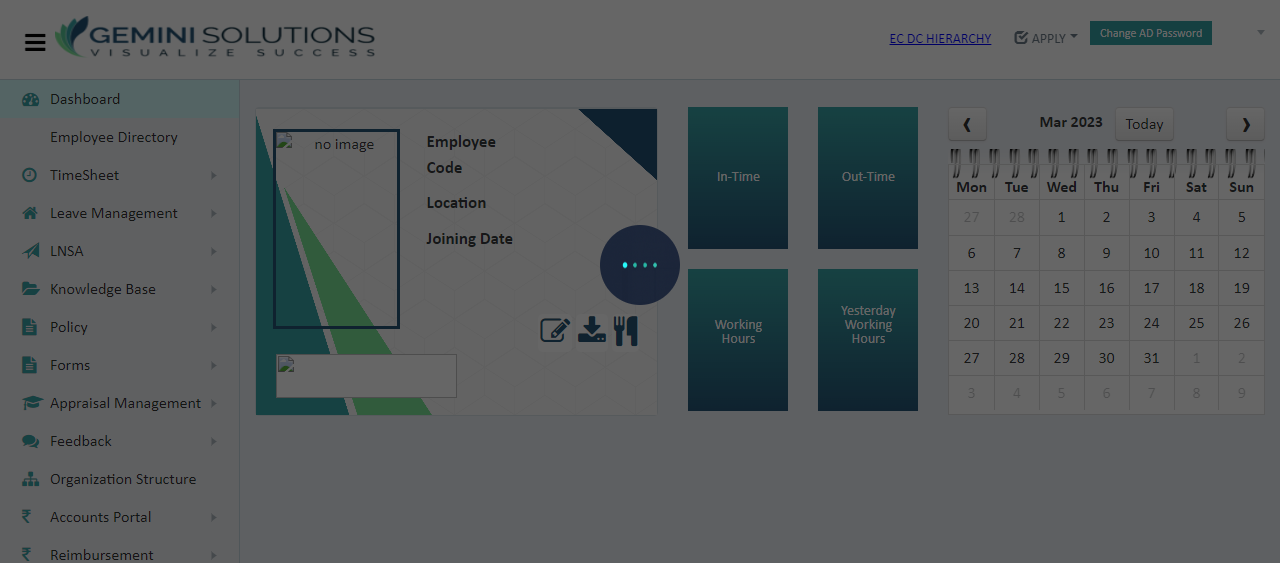 GEMINI SOLUTIONS
VISUALIZE SUCCESS
EC DC HIERARCHY
APPLY
Change AD Password
Dashboard
Employee Directory
TimeSheet
Leave Management
LNSA
Knowledge Base
Policy
Forms
Appraisal Management
Feedback
Organization Structure
Accounts Portal
Reimbursement
no image
Employee
Code
Location
Joining Date
In-Time
Out-Time
Working
Hours
Yesterday
Working
Hours
Mar 2023
Today
Mon Tue Wed Thu Fri Sat Sun
27 28 1 2 3 4 5
6 7 8 9 10 11 12
13 14 15 16 17 18 19
20 21 22 23 24 25 26
27 28 29 30 31 1 2
3 4 5 6 7 8 9